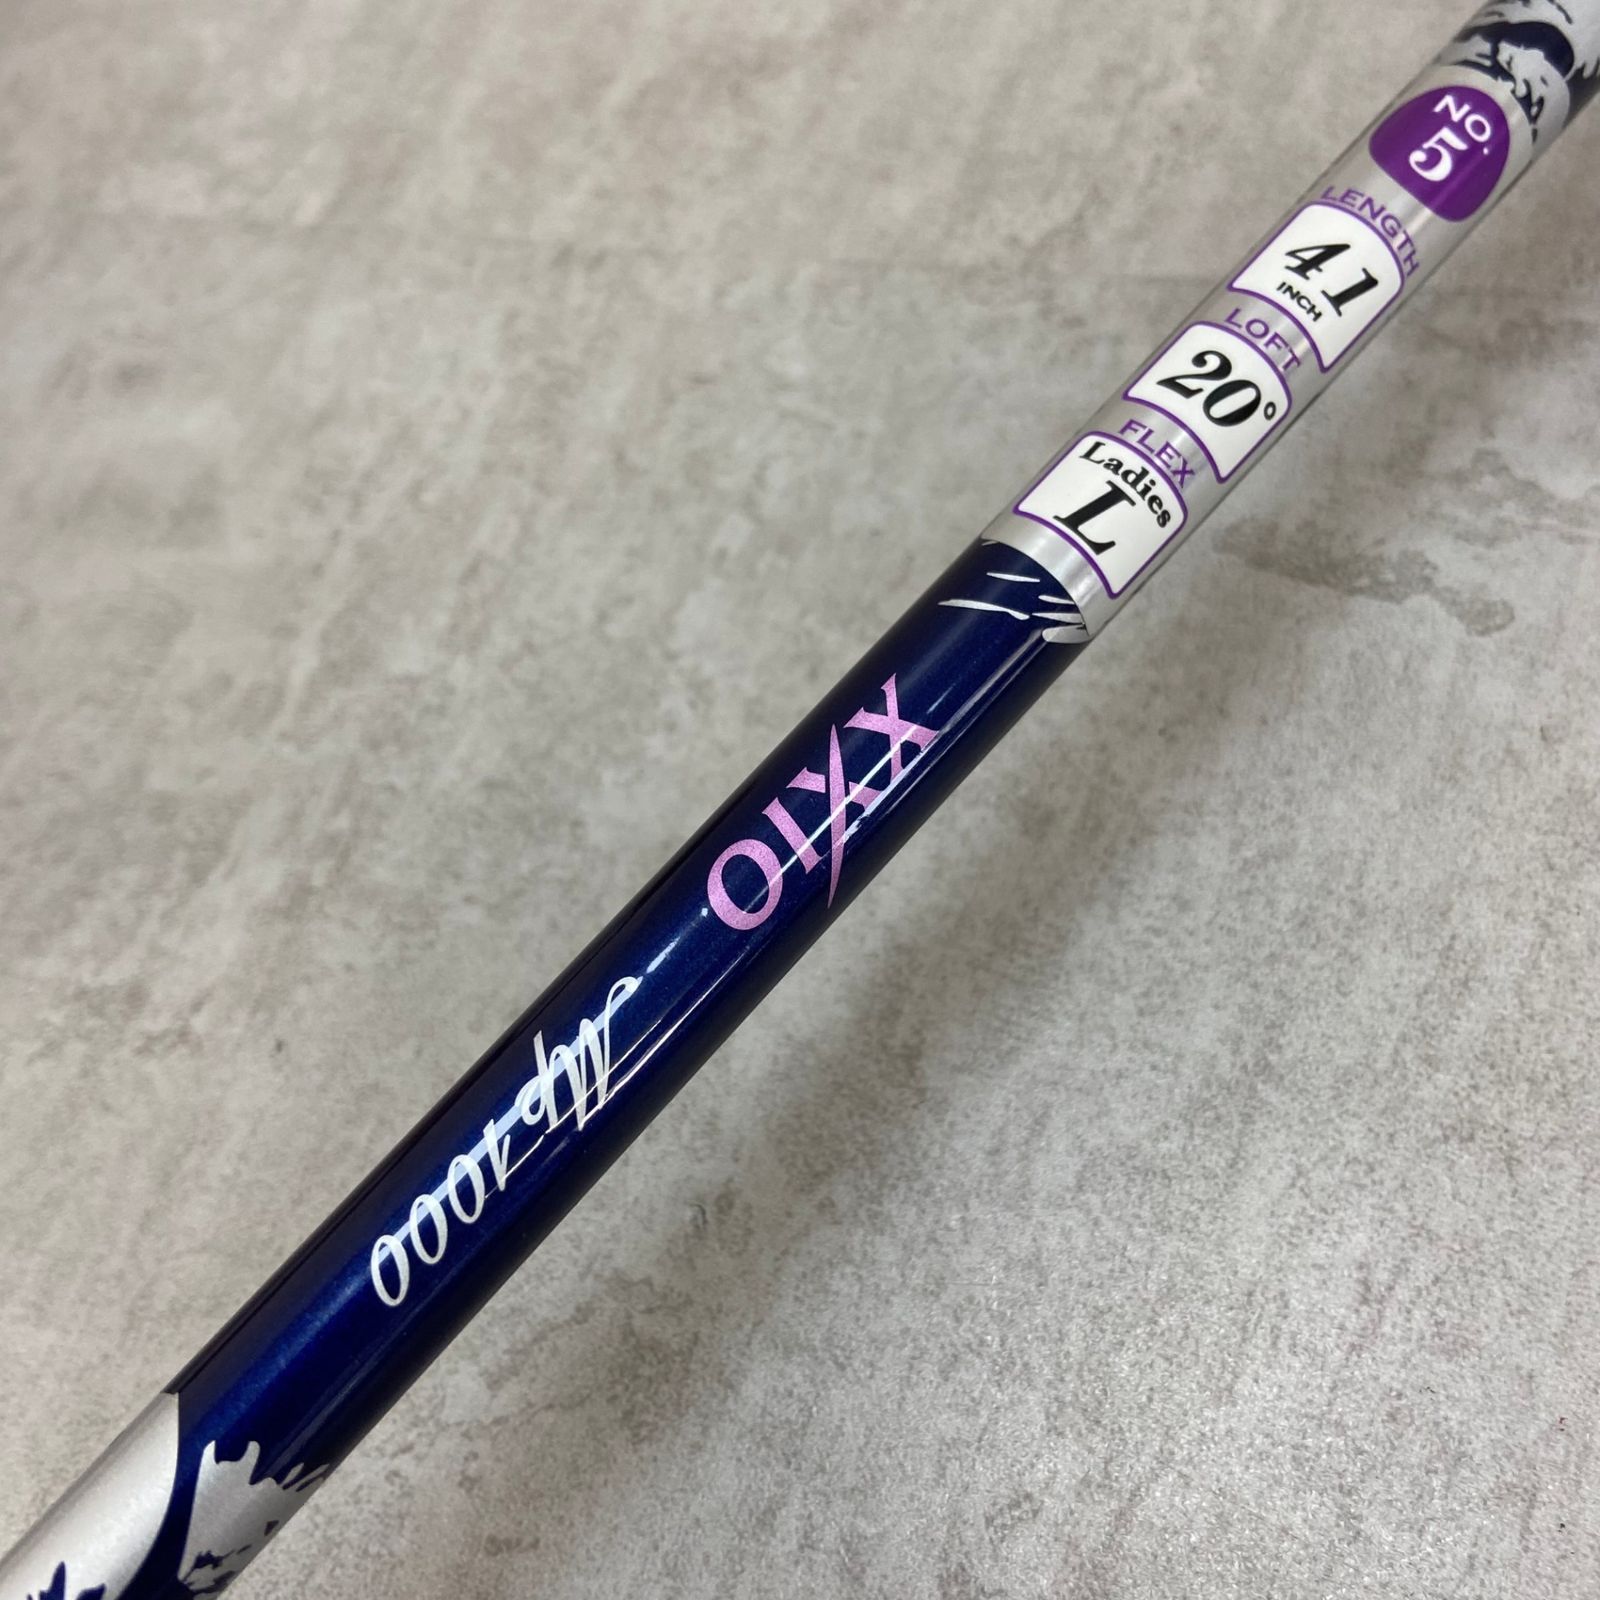 NO.
5
LENGTH
41
INCH
LOFT
20°
FLEX
Ladies
L
XXIO
Mp1000